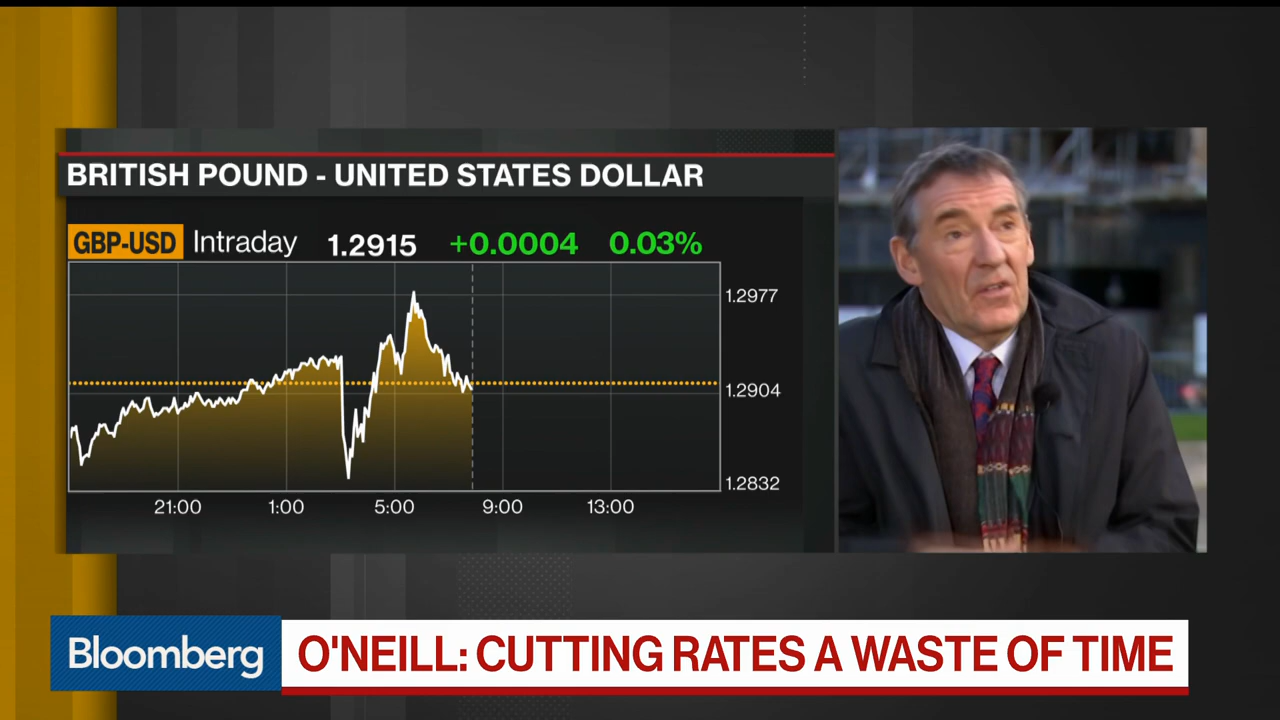 BRITISH POUND - UNITED STATES DOLLAR
GBP-USD Intraday 1.2915 +0.0004 0.03%
1.2977
1.2904
1.2832
21:00 1:00 5:00 9:00 13:00
Bloomberg
O'NEILL: CUTTING RATES A WASTE OF TIME